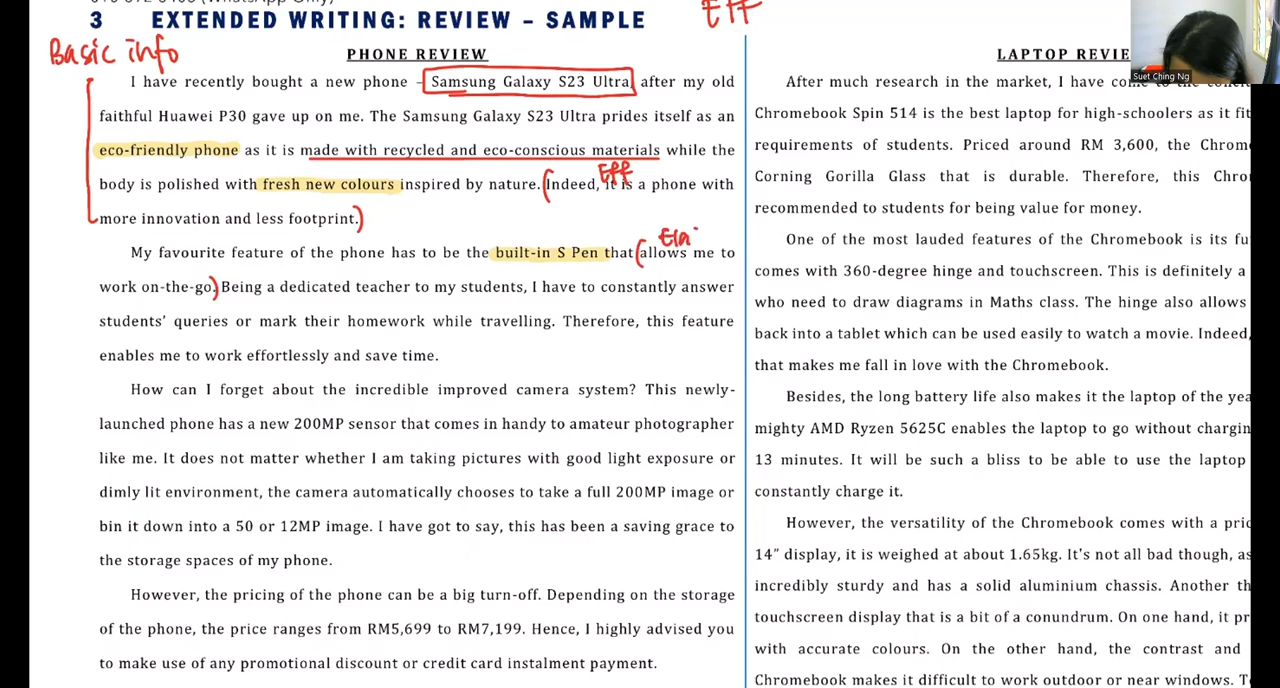 3 EXTENDED WRITING: REVIEW – SAMPLE
Eff
Basic info
PHONE REVIEW
I have recently bought a new phone – Samsung Galaxy S23 Ultra after my old
faithful Huawei P30 gave up on me. The Samsung Galaxy S23 Ultra prides itself as an
eco-friendly phone as it is made with recycled and eco-conscious materials while the
Eff
body is polished with fresh new colours inspired by nature. Indeed, it is a phone with
more innovation and less footprint.
Ela
My favourite feature of the phone has to be the built-in S Pen that allows me to
work on-the-go. Being a dedicated teacher to my students, I have to constantly answer
students' queries or mark their homework while travelling. Therefore, this feature
enables me to work effortlessly and save time.
How can I forget about the incredible improved camera system? This newly-
launched phone has a new 200MP sensor that comes in handy to amateur photographer
like me. It does not matter whether I am taking pictures with good light exposure or
dimly lit environment, the camera automatically chooses to take a full 200MP image or
bin it down into a 50 or 12MP image. I have got to say, this has been a saving grace to
the storage spaces of my phone.
However, the pricing of the phone can be a big turn-off. Depending on the storage
of the phone, the price ranges from RM5,699 to RM7,199. Hence, I highly advised you
to make use of any promotional discount or credit card instalment payment.
LAPTOP REVIE
Suet Ching Ng
After much research in the market, I have
Chromebook Spin 514 is the best laptop for high-schoolers as it fit
requirements of students. Priced around RM 3,600, the Chrom
Corning Gorilla Glass that is durable. Therefore, this Chro
recommended to students for being value for money.
One of the most lauded features of the Chromebook is its fu
comes with 360-degree hinge and touchscreen. This is definitely a
who need to draw diagrams in Maths class. The hinge also allows
back into a tablet which can be used easily to watch a movie. Indeed,
that makes me fall in love with the Chromebook.
Besides, the long battery life also makes it the laptop of the yea
mighty AMD Ryzen 5625C enables the laptop to go without chargin
13 minutes. It will be such a bliss to be able to use the laptop
constantly charge it.
However, the versatility of the Chromebook comes with a pric
14” display, it is weighed at about 1.65kg. It's not all bad though, as
incredibly sturdy and has a solid aluminium chassis. Another th
touchscreen display that is a bit of a conundrum. On one hand, it pr
with accurate colours. On the other hand, the contrast and
Chromebook makes it difficult to work outdoor or near windows. T